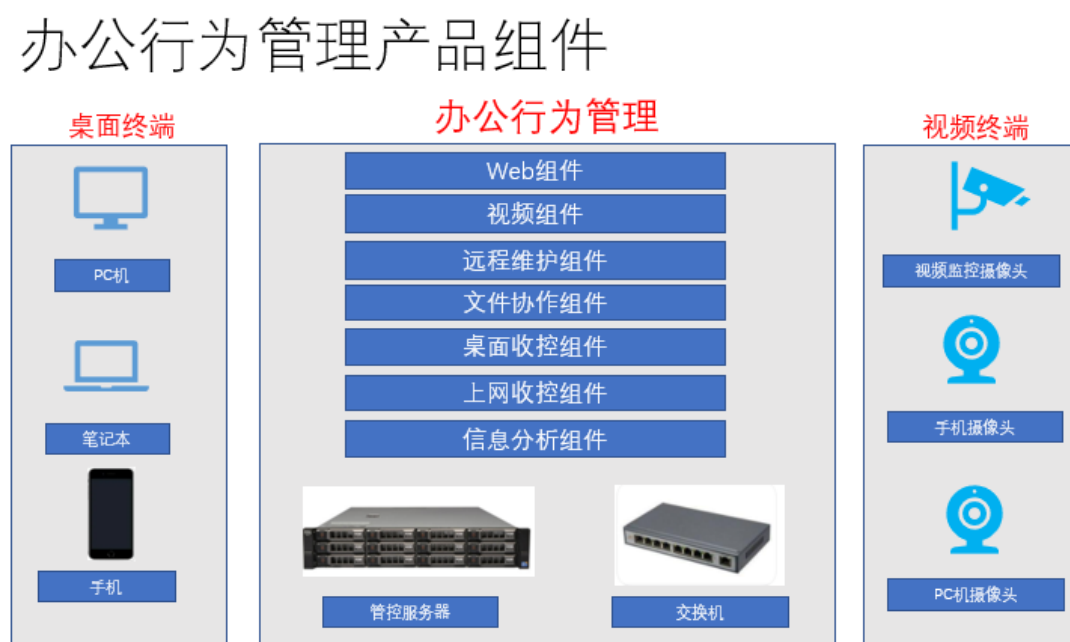 办公行为管理产品组件
桌面终端
PC机
笔记本
手机
办公行为管理
Web组件
视频组件
远程维护组件
文件协作组件
桌面收控组件
上网收控组件
信息分析组件
管控服务器
交换机
视频终端
视频监控摄像头
手机摄像头
PC机摄像头